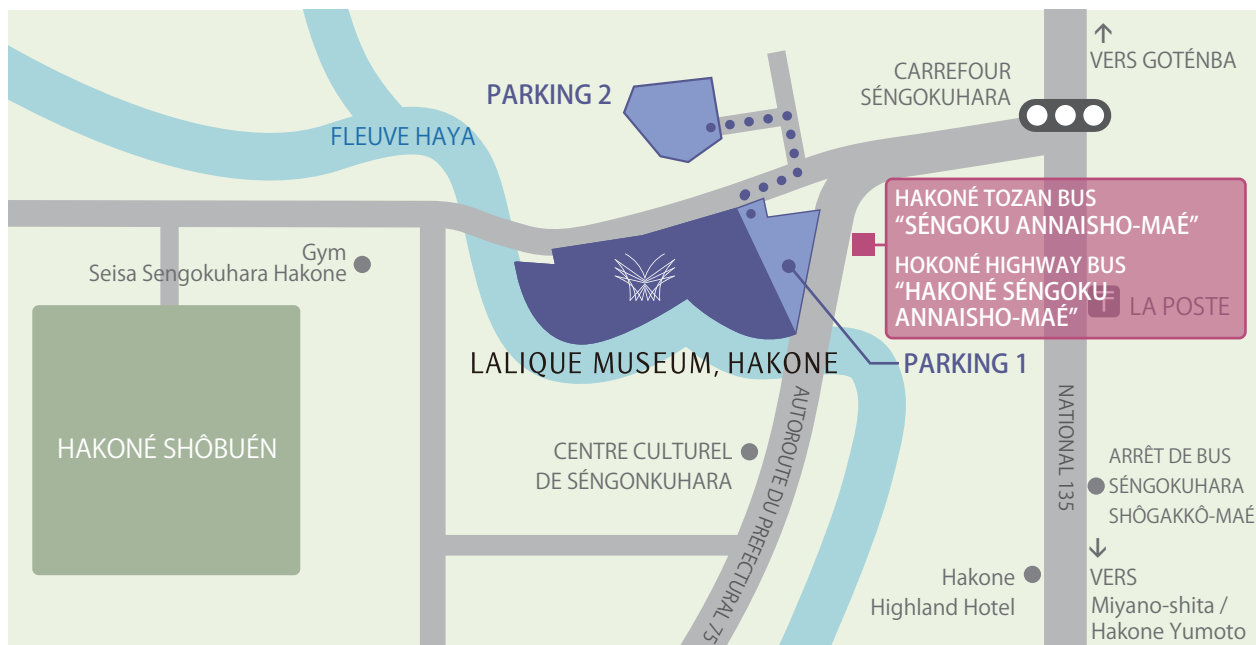 VERS GOTÉNBA
CARREFOUR
SÉNGOKUHARA
PARKING 2
FLEUVE HAYA
HAKONÉ TOZAN BUS
“SÉNGOKU ANNAISHO-MAÉ”
HOKONÉ HIGHWAY BUS
“HAKONÉ SÉNGOKU
ANNAISHO-MAÉ”
LA POSTE
Gym
Seisa Sengokuhara Hakone
LALIQUE MUSEUM, HAKONE
PARKING 1
HAKONÉ SHÔBUÉN
CENTRE CULTUREL
DE SÉNGONKUHARA
AUTOROUTE DU PREFECTURAL 75
NATIONAL 135
ARRÊT DE BUS
SÉNGOKUHARA
SHÔGAKKÔ-MAÉ
Hakone
Highland Hotel
VERS
Miyano-shita /
Hakone Yumoto